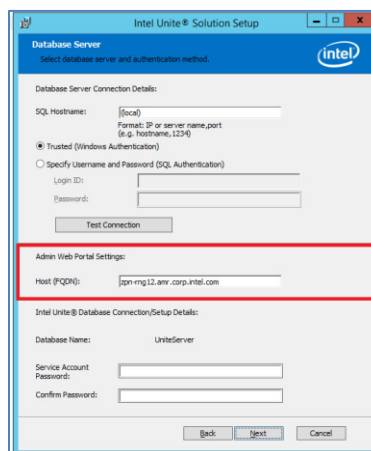 Intel Unite® Solution Setup
Database Server
Select database server and authentication method.
intel
Database Server Connection Details:
SQL Hostname:
(local)
Format: IP or server name,port
(e.g. hostname,1234)
Trusted (Windows Authentication)
Specify Username and Password (SQL Authentication)
Login ID:
Password:
Test Connection
Admin Web Portal Settings:
Host (FQDN):
zpn-rng12.amr.corp.intel.com
Intel Unite® Database Connection/Setup Details:
Database Name:
UniteServer
Service Account
Password:
Confirm Password:
Back
Next
Cancel